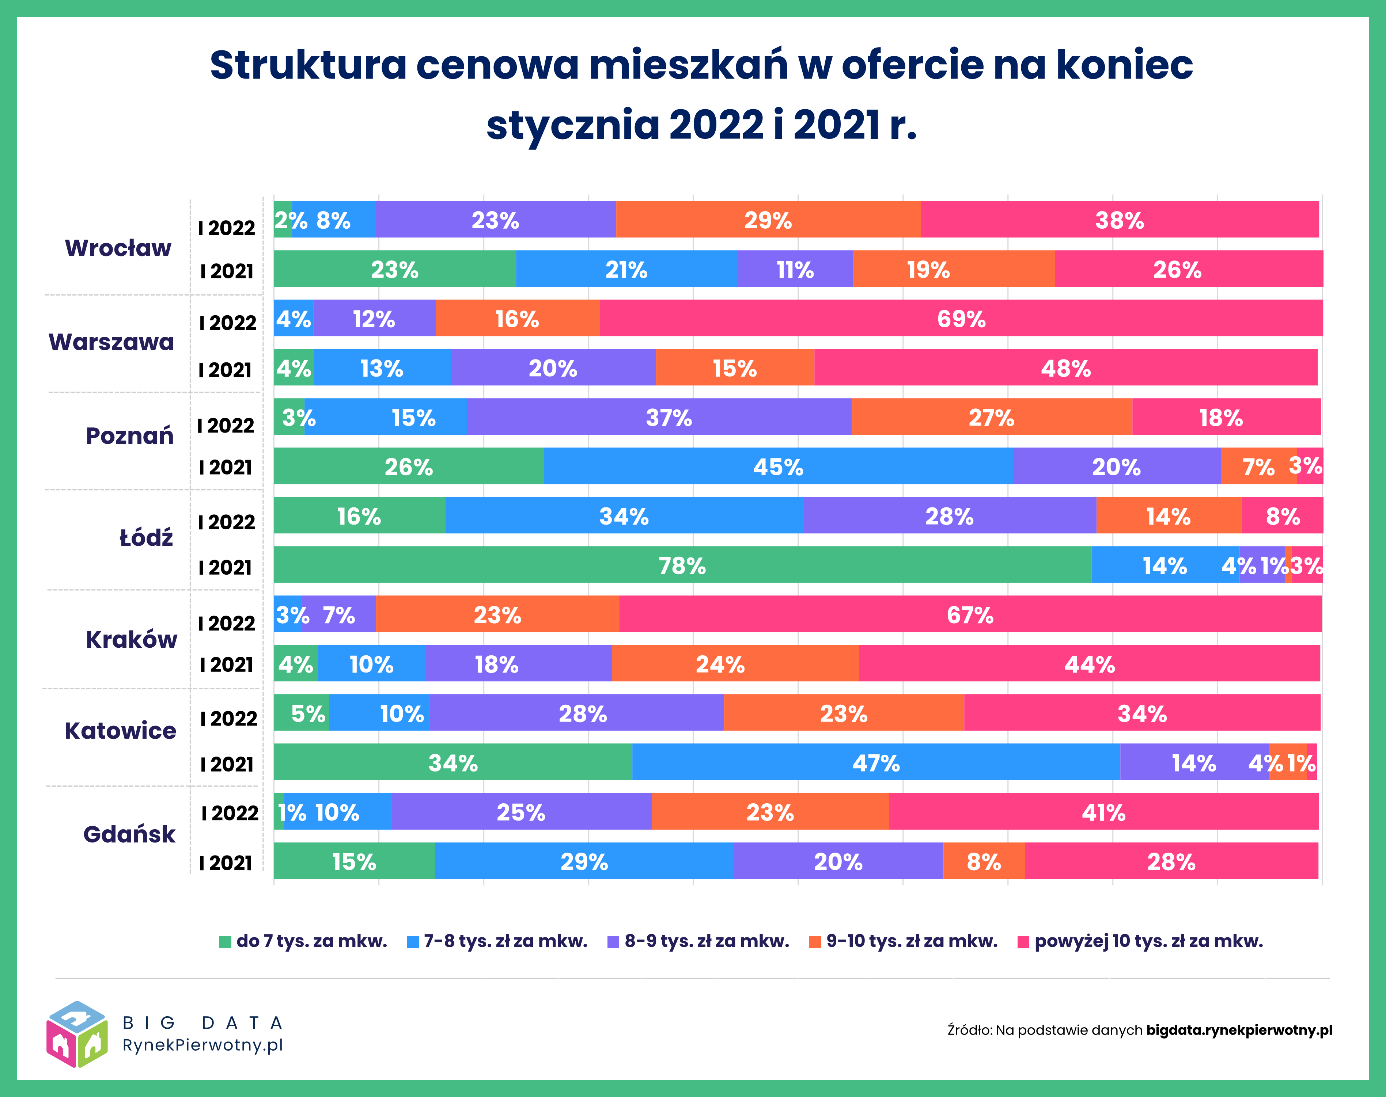 Struktura cenowa mieszkań w ofercie na koniec
stycznia 2022 i 2021 r.
Wrocław
I 2022
2% 8% 23% 29% 38%
I 2021
23% 21% 11% 19% 26%
Warszawa
I 2022
4% 12% 16% 69%
I 2021
4% 13% 20% 15% 48%
Poznań
I 2022
3% 15% 37% 27% 18%
I 2021
26% 45% 20% 7% 3%
Łódź
I 2022
16% 34% 28% 14% 8%
I 2021
78% 14% 4% 1% 3%
Kraków
I 2022
3% 7% 23% 67%
I 2021
4% 10% 18% 24% 44%
Katowice
I 2022
5% 10% 28% 23% 34%
I 2021
34% 47% 14% 4% 1%
Gdańsk
I 2022
1% 10% 25% 23% 41%
I 2021
15% 29% 20% 8% 28%
do 7 tys. za mkw. 7-8 tys. zł za mkw. 8-9 tys. zł za mkw. 9-10 tys. zł za mkw. powyżej 10 tys. zł za mkw.
BIG DATA
RynekPierwotny.pl
Źródło: Na podstawie danych bigdata.rynekpierwotny.pl